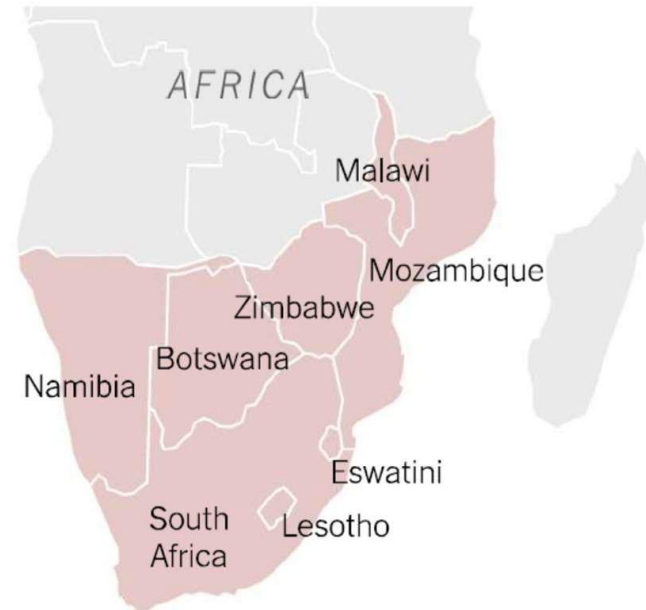 AFRICA
Malawi
Mozambique
Zimbabwe
Botswana
Namibia
Eswatini
South
Africa
Lesotho